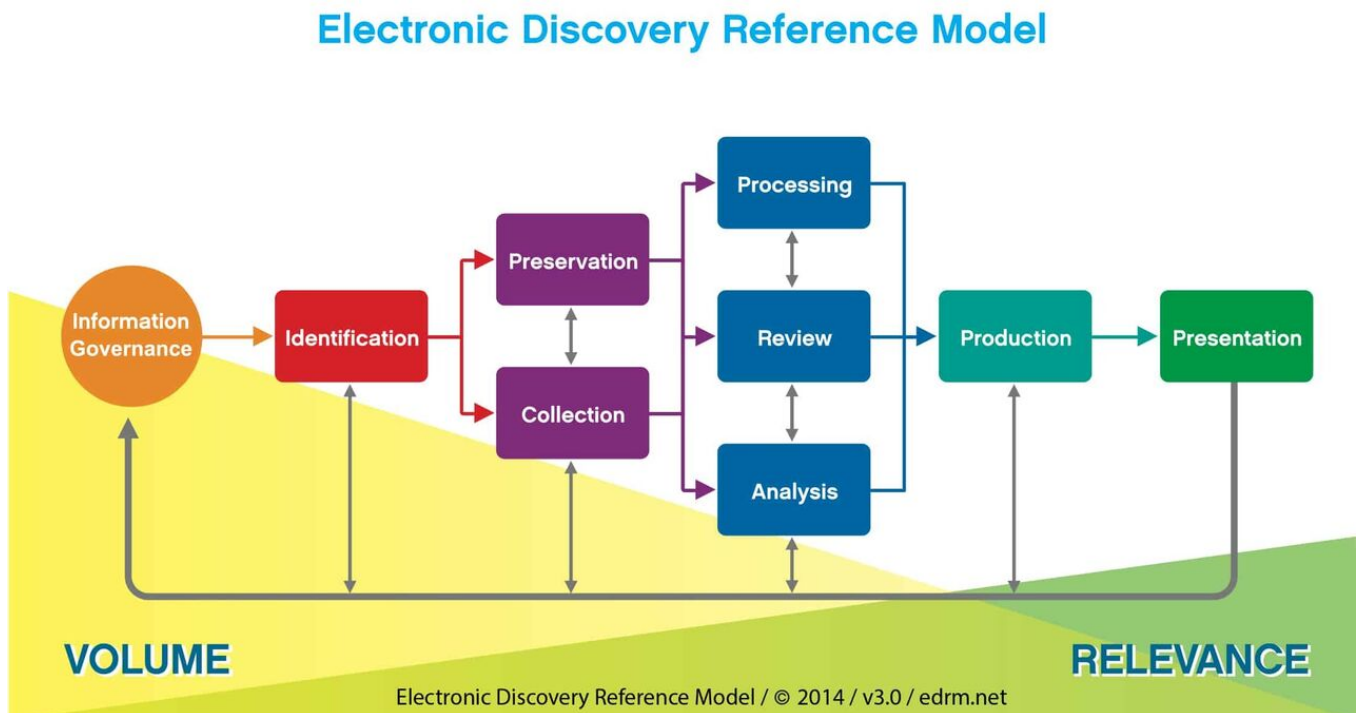 Electronic Discovery Reference Model
Information
Governance
Identification
Preservation
Collection
Processing
Review
Analysis
Production
Presentation
VOLUME
RELEVANCE
Electronic Discovery Reference Model / © 2014 / v3.0 / edrm.net